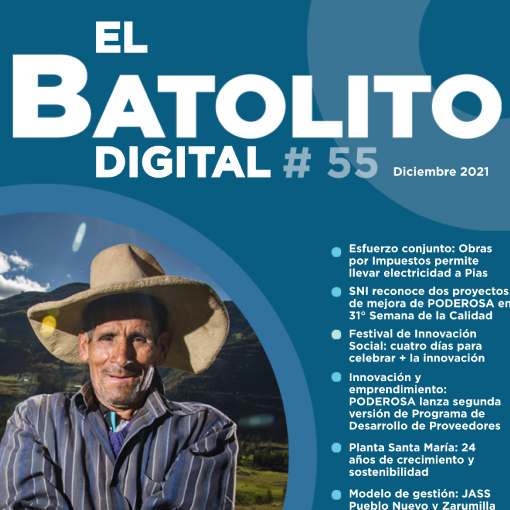 EL
BATOLITO
DIGITAL # 55
Diciembre 2021
Esfuerzo conjunto: Obras
por Impuestos permite
llevar electricidad a Pias
SNI reconoce dos proyectos
de mejora de PODEROSA en
31° Semana de la Calidad
Festival de Innovación
Social: cuatro días para
celebrar + la innovación
Innovación y
emprendimiento:
PODEROSA lanza segunda
versión de Programa de
Desarrollo de Proveedores
Planta Santa María: 24
años de crecimiento y
sostenibilidad
Modelo de gestión: JASS
Pueblo Nuevo y Zarumilla